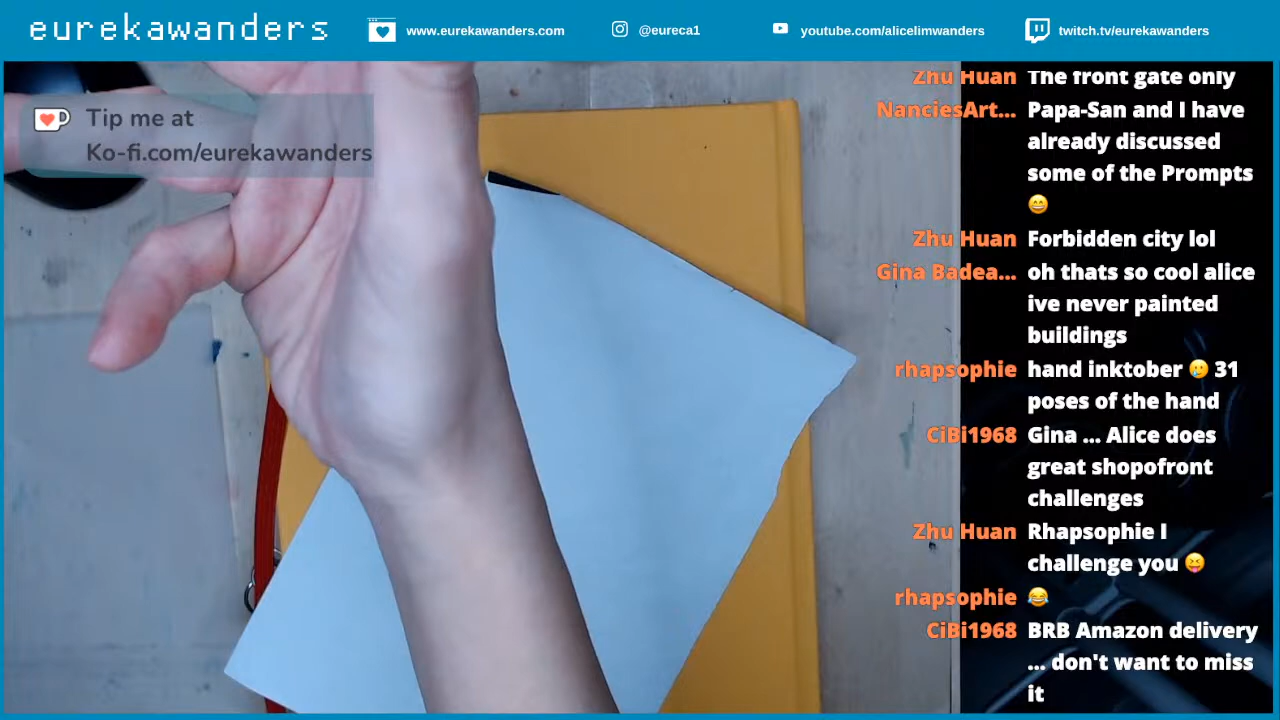 eurekawanders
www.eurekawanders.com
@eureca1
youtube.com/alicelimwanders
twitch.tv/eurekawanders
Tip me at
Ko-fi.com/eurekawanders
Zhu Huan The front gate only
NanciesArt... Papa-San and I have
already discussed
some of the Prompts
😄
Zhu Huan Forbidden city lol
Gina Badea... oh thats so cool alice
ive never painted
buildings
rhapsophie hand inktober 🥲 31
poses of the hand
CiBi1968 Gina ... Alice does
great shopofront
challenges
Zhu Huan Rhapsophie I
challenge you 😝
rhapsophie 😂
CiBi1968 BRB Amazon delivery
... don't want to miss
it